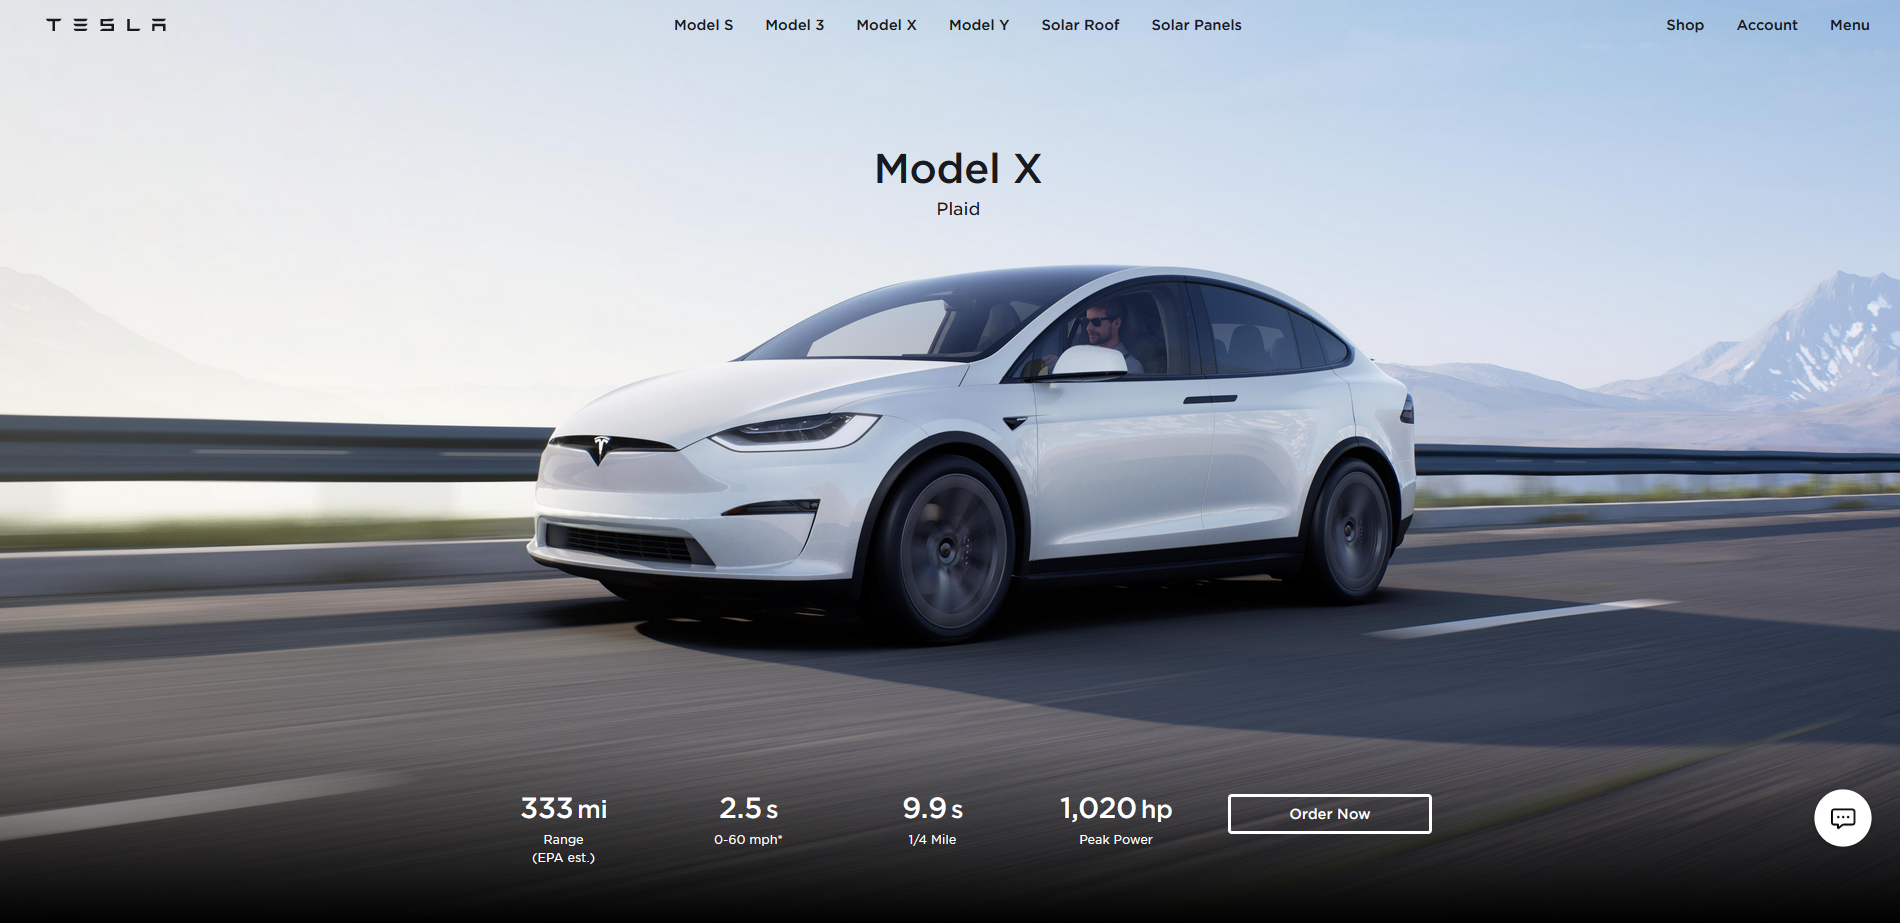 TESLA
Model S Model 3 Model X Model Y Solar Roof Solar Panels
Shop Account Menu
Model X
Plaid
333 mi
Range
(EPA est.)
2.5 s
0-60 mph*
9.9 s
1/4 Mile
1,020 hp
Peak Power
Order Now